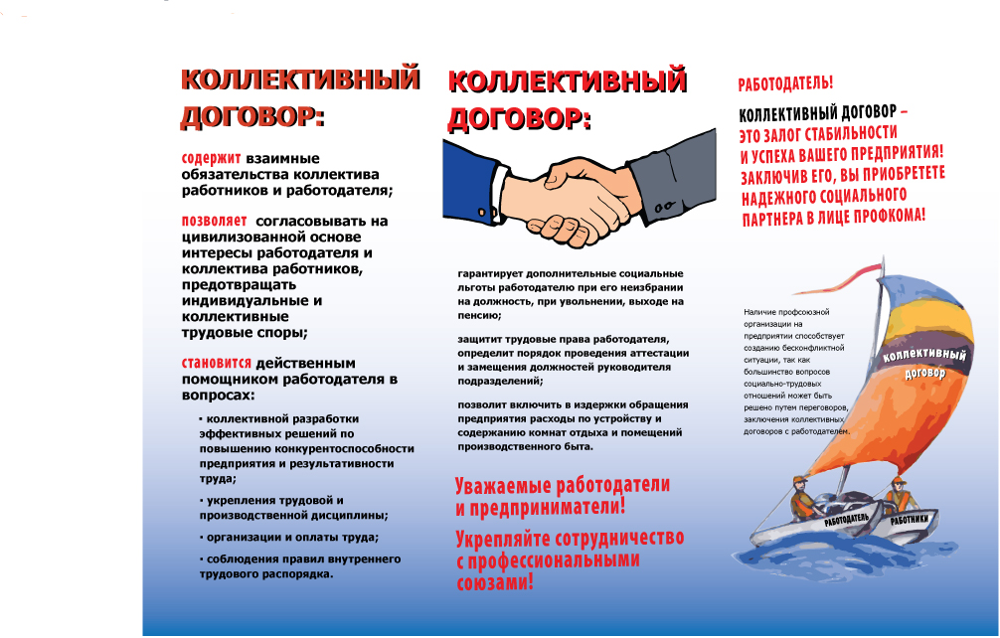 КОЛЛЕКТИВНЫЙ
ДОГОВОР:
содержит взаимные
обязательства коллектива
работников и работодателя;
позволяет согласовывать на
цивилизованной основе
интересы работодателя и
коллектива работников,
предотвращать
индивидуальные и
коллективные
трудовые споры;
становится действенным
помощником работодателя в
вопросах:
▪ коллективной разработки
эффективных решений по
повышению конкурентоспособности
предприятия и результативности
труда;
▪ укрепления трудовой и
производственной дисциплины;
▪ организации и оплаты труда;
▪ соблюдения правил внутреннего
трудового распорядка.
КОЛЛЕКТИВНЫЙ
ДОГОВОР:
гарантирует дополнительные социальные
льготы работодателю при его неизбрании
на должность, при увольнении, выходе на
пенсию;
защитит трудовые права работодателя,
определит порядок проведения аттестации
и замещения должностей руководителя
подразделений;
позволит включить в издержки обращения
предприятия расходы по устройству и
содержанию комнат отдыха и помещений
производственного быта.
Уважаемые работодатели
и предприниматели!
Укрепляйте сотрудничество
с профессиональными
союзами!
РАБОТОДАТЕЛЬ!
КОЛЛЕКТИВНЫЙ ДОГОВОР –
ЭТО ЗАЛОГ СТАБИЛЬНОСТИ
И УСПЕХА ВАШЕГО ПРЕДПРИЯТИЯ!
ЗАКЛЮЧИВ ЕГО, ВЫ ПРИОБРЕТЕТЕ
НАДЕЖНОГО СОЦИАЛЬНОГО
ПАРТНЕРА В ЛИЦЕ ПРОФКОМА!
Наличие профсоюзной
организации на
предприятии способствует
созданию бесконфликтной
ситуации, так как
большинство вопросов
социально-трудовых
отношений может быть
решено путем переговоров,
заключения коллективных
договоров с работодателем.
коллективный
договор
РАБОТОДАТЕЛЬ
РАБОТНИКИ